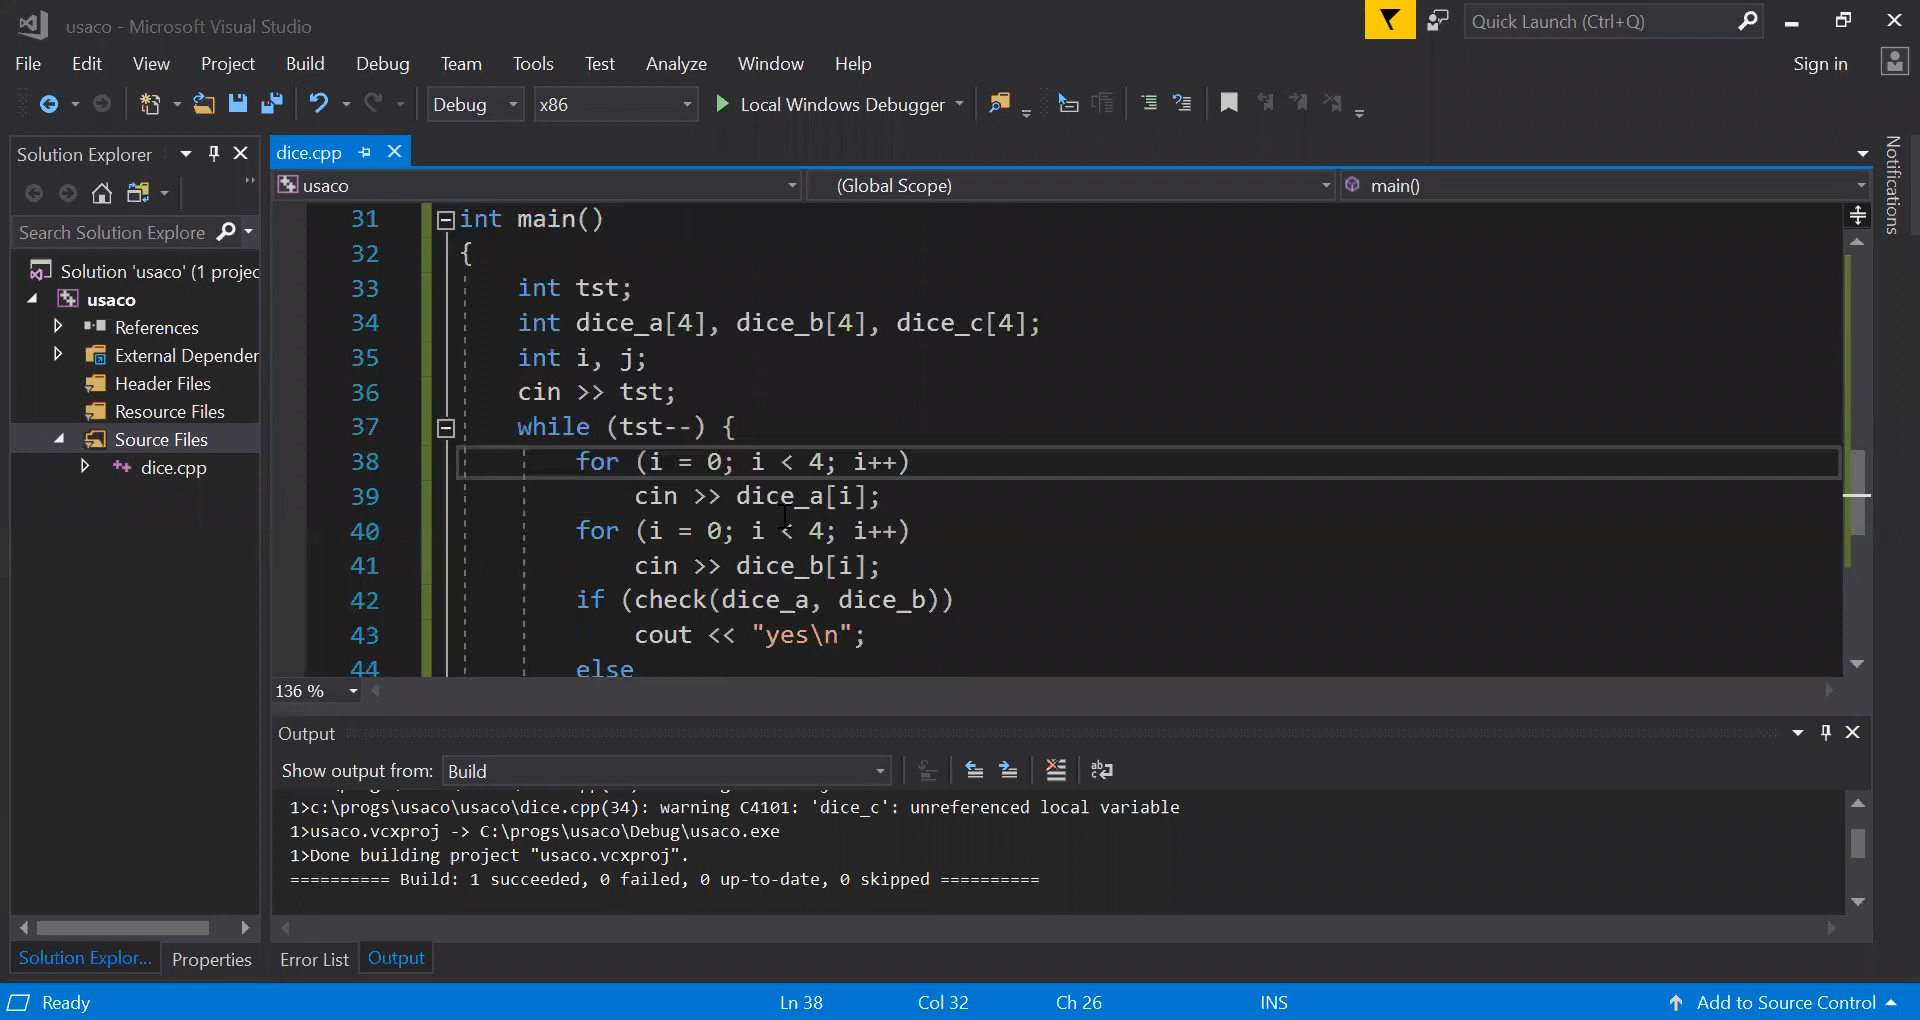 usaco - Microsoft Visual Studio
Quick Launch (Ctrl+Q)
File Edit View Project Build Debug Team Tools Test Analyze Window Help
Sign in
Debug x86 Local Windows Debugger
Solution Explorer
Search Solution Explore
Solution 'usaco' (1 projec
usaco
References
External Dependen
Header Files
Resource Files
Source Files
dice.cpp
Solution Explor... Properties
dice.cpp
usaco (Global Scope) main()
31 int main()
32 {
33 int tst;
34 int dice_a[4], dice_b[4], dice_c[4];
35 int i, j;
36 cin >> tst;
37 while (tst--) {
38 for (i = 0; i < 4; i++)
39 cin >> dice_a[i];
40 for (i = 0; i < 4; i++)
41 cin >> dice_b[i];
42 if (check(dice_a, dice_b))
43 cout << "yes\n";
44 else
136 %
Output
Show output from: Build
1>c:\progs\usaco\usaco\dice.cpp(34): warning C4101: 'dice_c': unreferenced local variable
1>usaco.vcxproj -> C:\progs\usaco\Debug\usaco.exe
1>Done building project "usaco.vcxproj".
========== Build: 1 succeeded, 0 failed, 0 up-to-date, 0 skipped ==========
Error List Output
Notifications
Ready Ln 38 Col 32 Ch 26 INS Add to Source Control